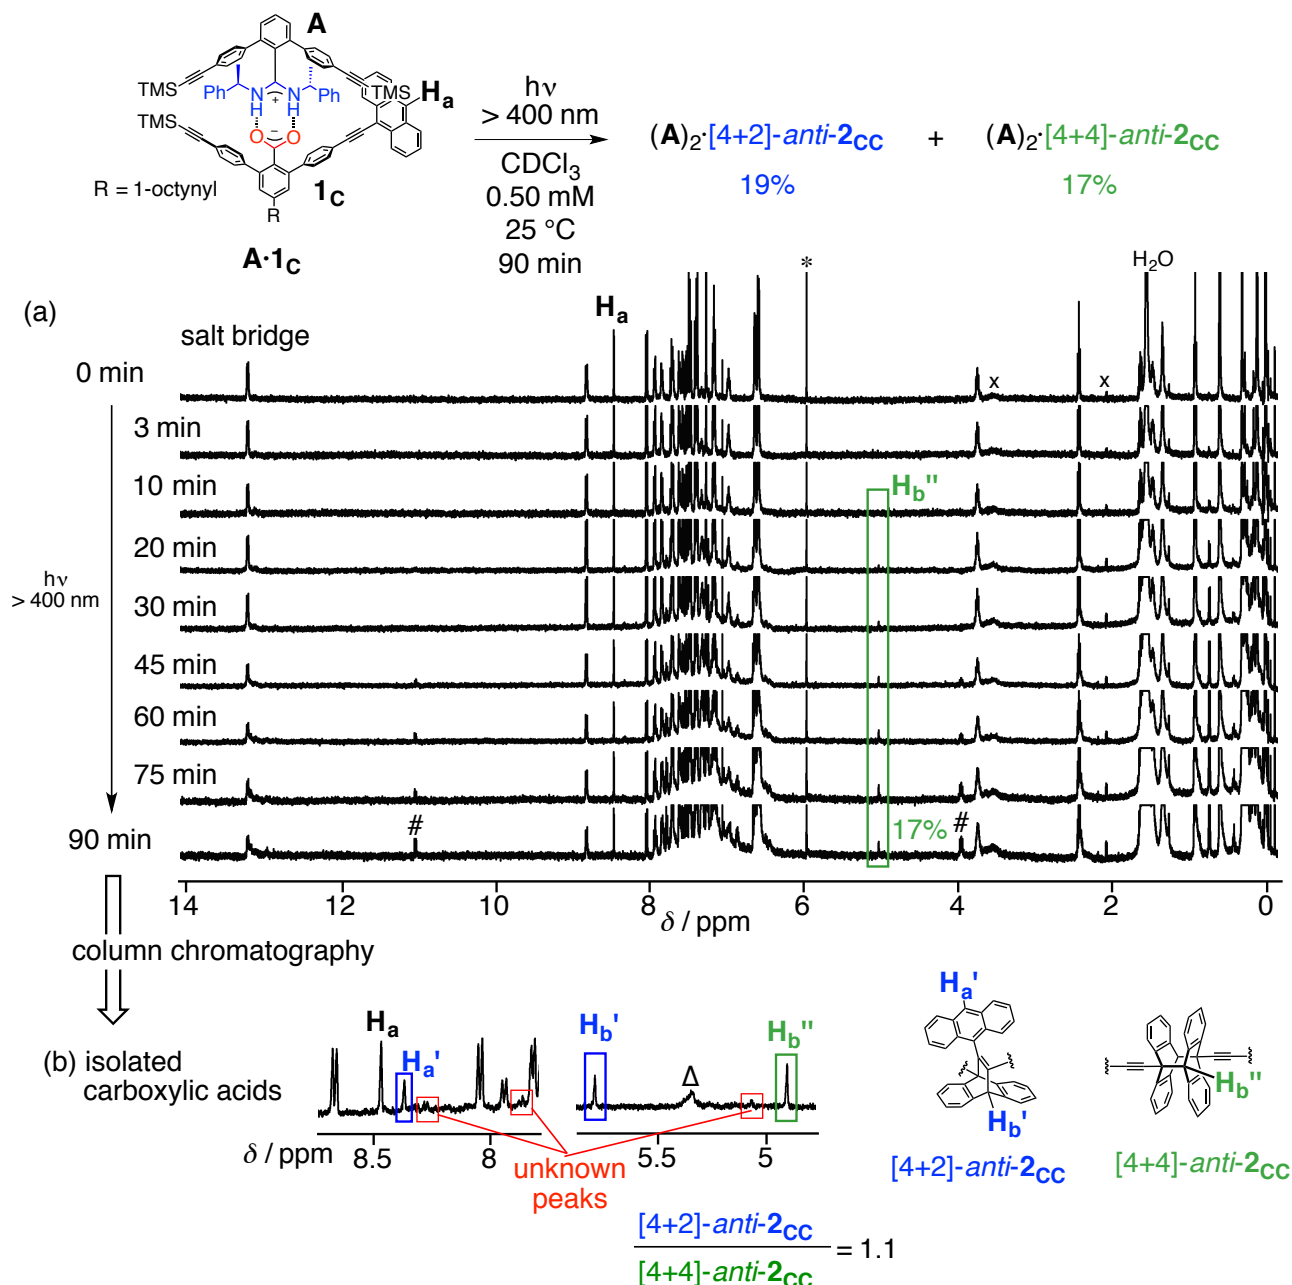 A
TMS
TMS
Hₐ
Ph
N
N
Ph
+
H
H
TMS
O
−
O
R = 1-octynyl
1C
R
A·1C
hν
> 400 nm
CDCl₃
0.50 mM
25 °C
90 min
(A)₂·[4+2]-anti-2CC + (A)₂·[4+4]-anti-2CC
19% 17%
(a)
salt bridge
Hₐ
*
H₂O
0 min
x x
3 min
10 min
Hb''
20 min
hν
> 400 nm
30 min
45 min
60 min
75 min
90 min
#
17%
#
14 12 10 8 6 4 2 0
δ / ppm
column chromatography
(b) isolated
carboxylic acids
Hₐ
Hₐ'
Hb'
Δ
Hb''
8.5 8
δ / ppm
5.5 5
unknown
peaks
Hₐ'
Hb'
[4+2]-anti-2CC
Hb''
[4+4]-anti-2CC
[4+2]-anti-2CC
= 1.1
[4+4]-anti-2CC